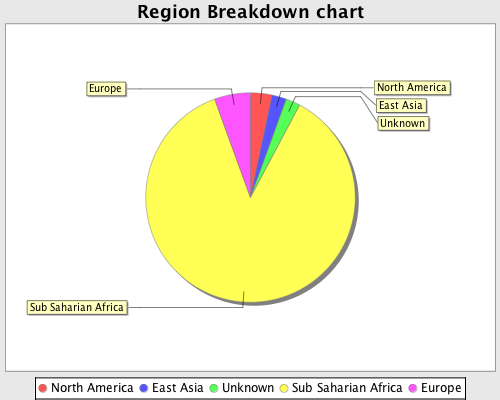 Region Breakdown chart
Europe
North America
East Asia
Unknown
Sub Saharian Africa
North America East Asia Unknown Sub Saharian Africa Europe